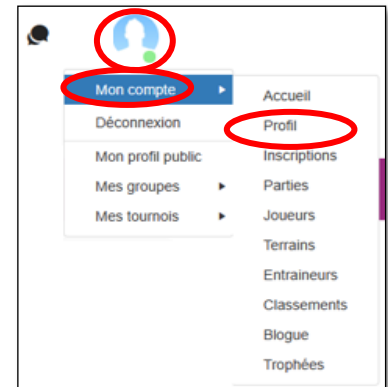 Mon compte
Déconnexion
Mon profil public
Mes groupes
Mes tournois
Accueil
Profil
Inscriptions
Parties
Joueurs
Terrains
Entraineurs
Classements
Blogue
Trophées